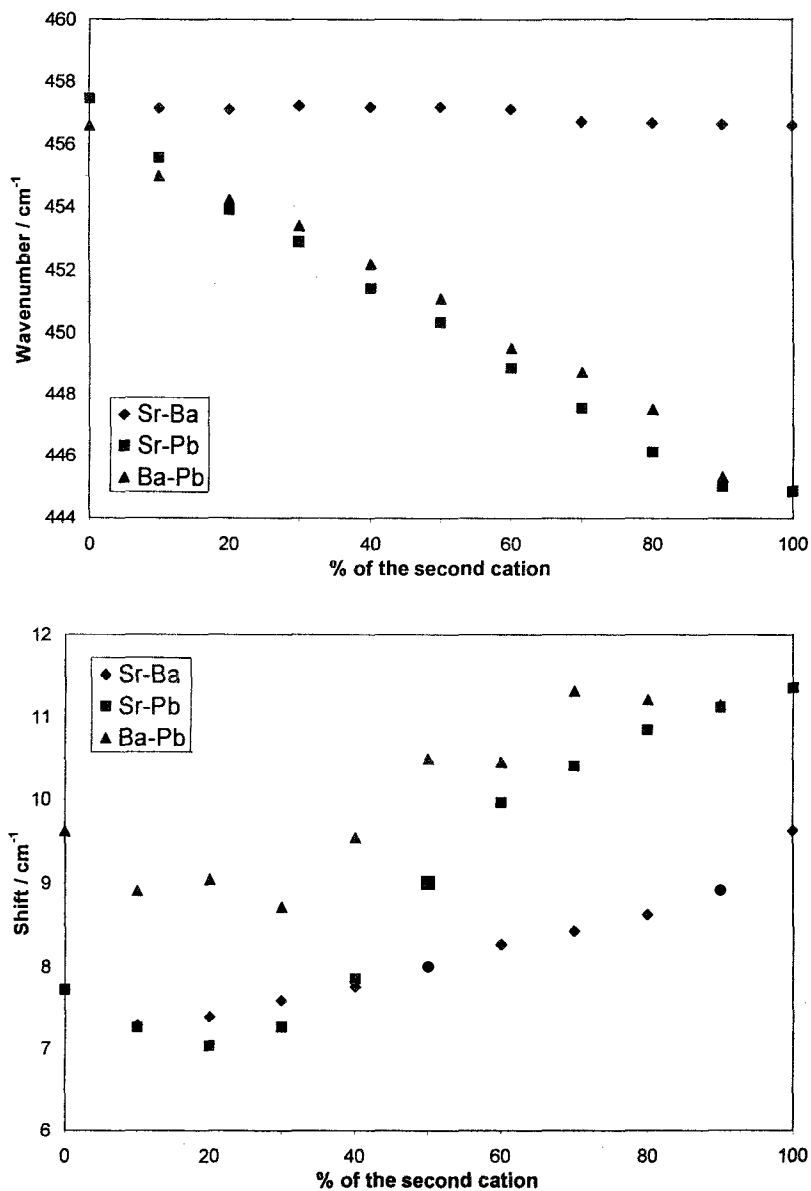 460
458
456
454
452
450
448
446
444
Wavenumber / cm⁻¹
Sr-Ba
Sr-Pb
Ba-Pb
0 20 40 60 80 100
% of the second cation
12
11
10
9
8
7
6
Shift / cm⁻¹
Sr-Ba
Sr-Pb
Ba-Pb
0 20 40 60 80 100
% of the second cation